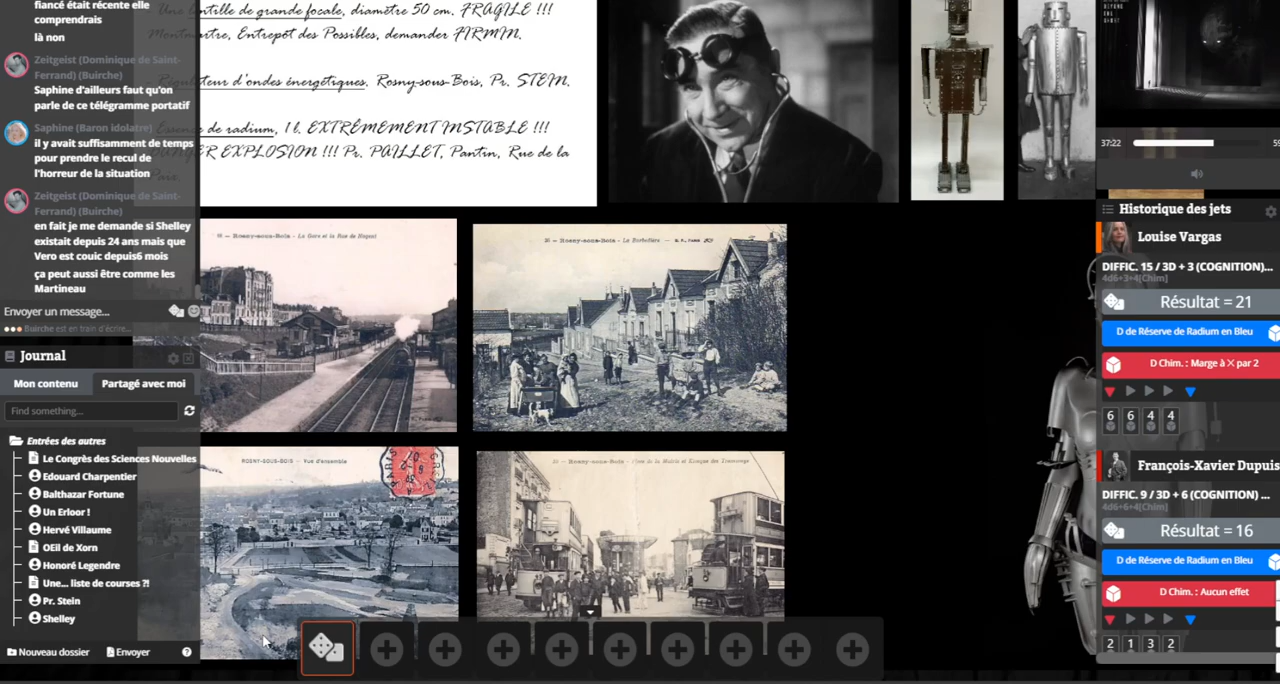 fiancé était récente elle
comprendrais
là non
Zeitgeist (Dominique de Saint-
Ferrand) (Buirche)
Saphine d'ailleurs faut qu'on
parle de ce télégramme portatif
Saphine (Baron idolatre)
il y avait suffisamment de temps
pour prendre le recul de
l'horreur de la situation
Zeitgeist (Dominique de Saint-
Ferrand) (Buirche)
en fait je me demande si Shelley
existait depuis 24 ans mais que
Vero est couic depuis6 mois
ça peut aussi être comme les
Martineau
Envoyer un message...
Buirche est en train d'écrire...
Journal
Mon contenu
Partagé avec moi
Find something...
Entrées des autres
Le Congrès des Sciences Nouvelles
Edouard Charpentier
Balthazar Fortune
Un Erloor !
Hervé Villaume
OEil de Xorn
Honoré Legendre
Une... liste de courses ?!
Pr. Stein
Shelley
Nouveau dossier
Envoyer
?
Une lentille de grande focale, diamètre 50 cm. FRAGILE !!!
Montmartre, Entrepôt des Possibles, demander FIRMIN.
Régulateur d'ondes énergétiques. Rosny-sous-Bois, Pr. STEIN.
Essence de radium, 1 l. EXTRÊMEMENT INSTABLE !!!
DANGER EXPLOSION !!! Pr. PAILLET, Pantin, Rue de la
Paix
Rosny-sous-Bois - La Gare et la Rue de Nogent
Rosny-sous-Bois -
ROSNY-SOUS-BOIS - Vue d'ensemble
Rosny-sous-Bois - Place de la Mairie et Kiosque des Tramways
37:22
59
Historique des jets
Louise Vargas
DIFFIC. 15 / 3D + 3 (COGNITION)...
4d6+3+4[Chim]
Résultat = 21
D de Réserve de Radium en Bleu
D Chim. : Marge à X par 2
6 6 4 4
François-Xavier Dupuis
DIFFIC. 9 / 3D + 6 (COGNITION) ...
4d6+6+4[Chim]
Résultat = 16
D de Réserve de Radium en Bleu
D Chim. : Aucun effet
2 1 3 2